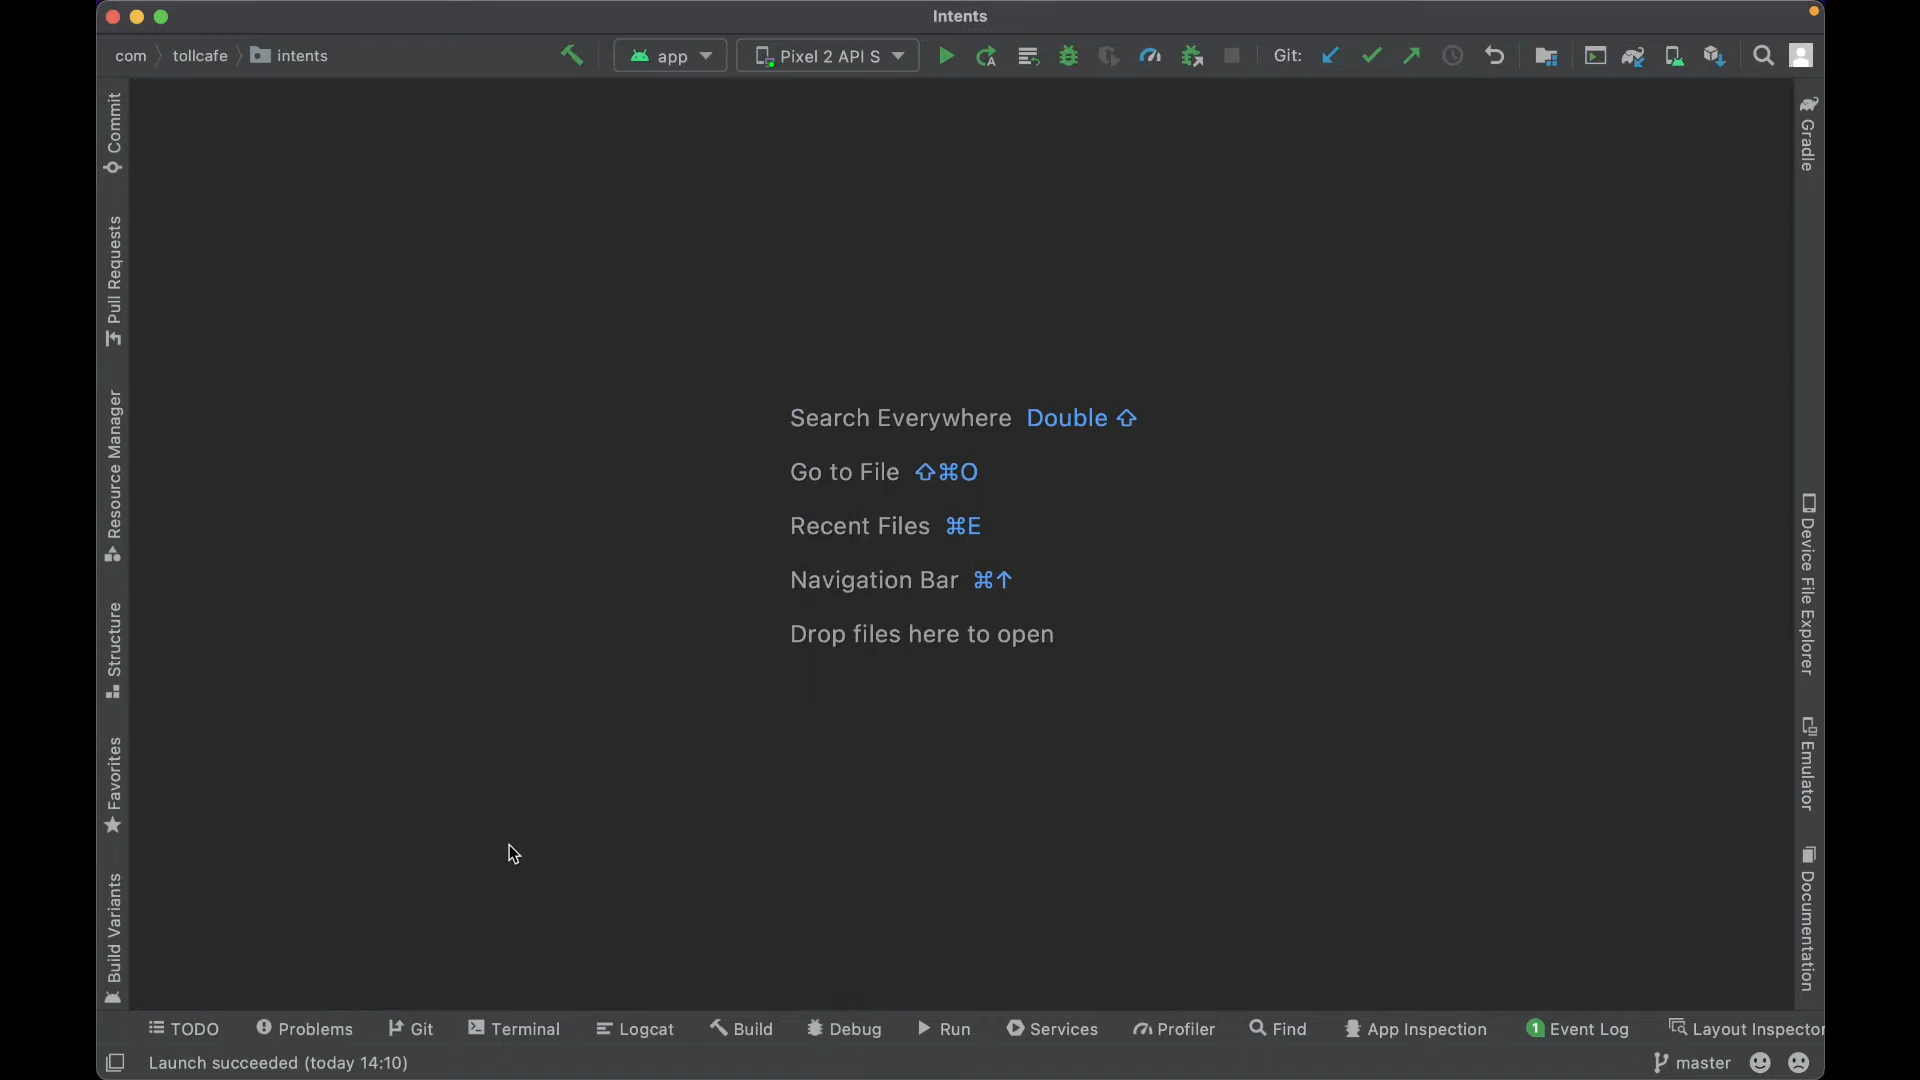 Intents
com tollcafe intents
app
Pixel 2 API S
Git:
Commit
Pull Requests
Resource Manager
Structure
Favorites
Build Variants
Search Everywhere Double ⇧
Go to File ⇧⌘O
Recent Files ⌘E
Navigation Bar ⌘↑
Drop files here to open
Gradle
Device File Explorer
Emulator
Documentation
TODO Problems Git Terminal Logcat Build Debug Run Services Profiler Find App Inspection 1 Event Log Layout Inspector
Launch succeeded (today 14:10)
master